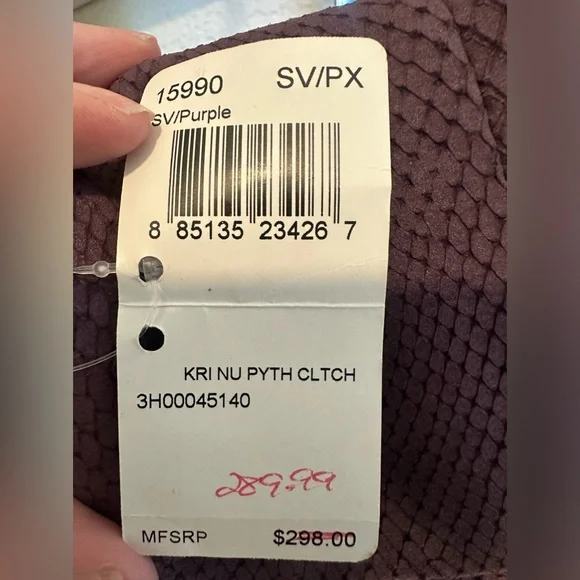 15990 SV/PX
SV/Purple
8 85135 23426 7
KRI NU PYTH CLTCH
3H00045140
289.99
MFSRP $298.00